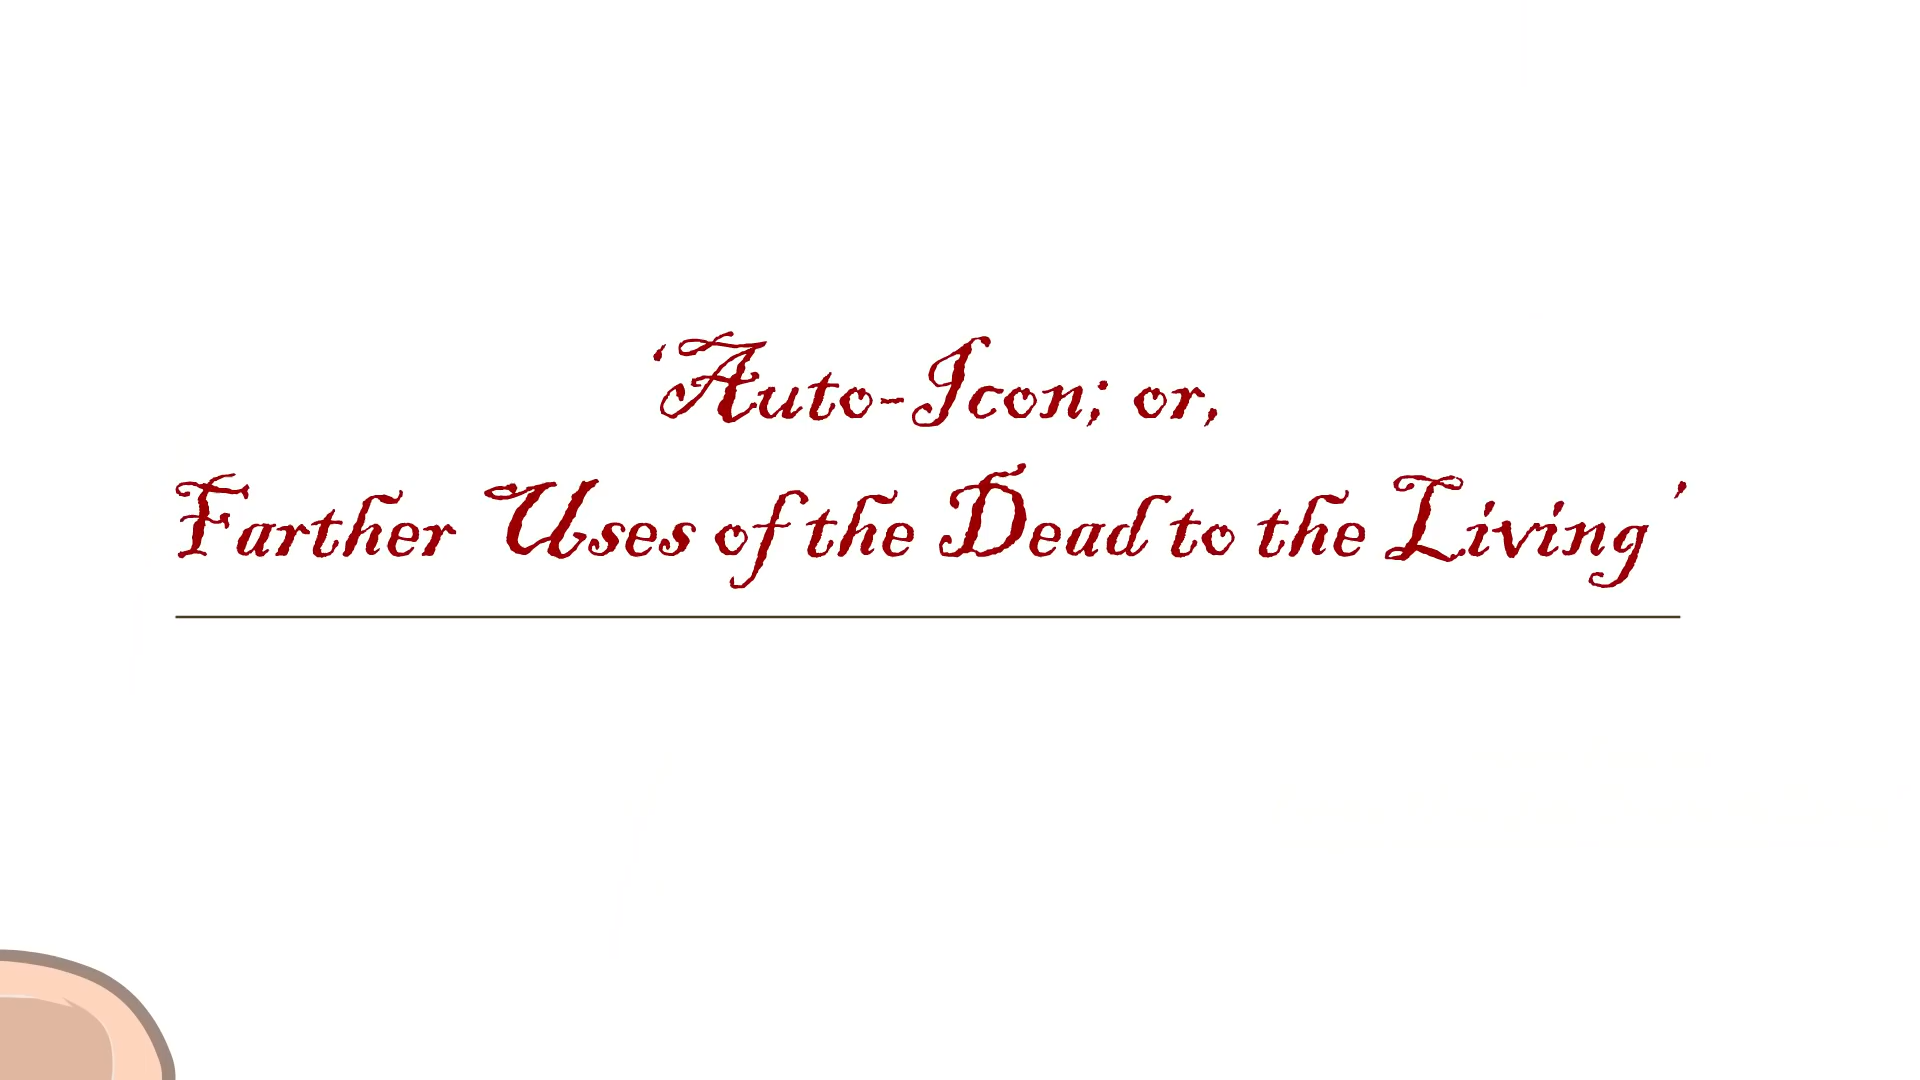 ‘Auto-Icon; or,
Farther Uses of the Dead to the Living’